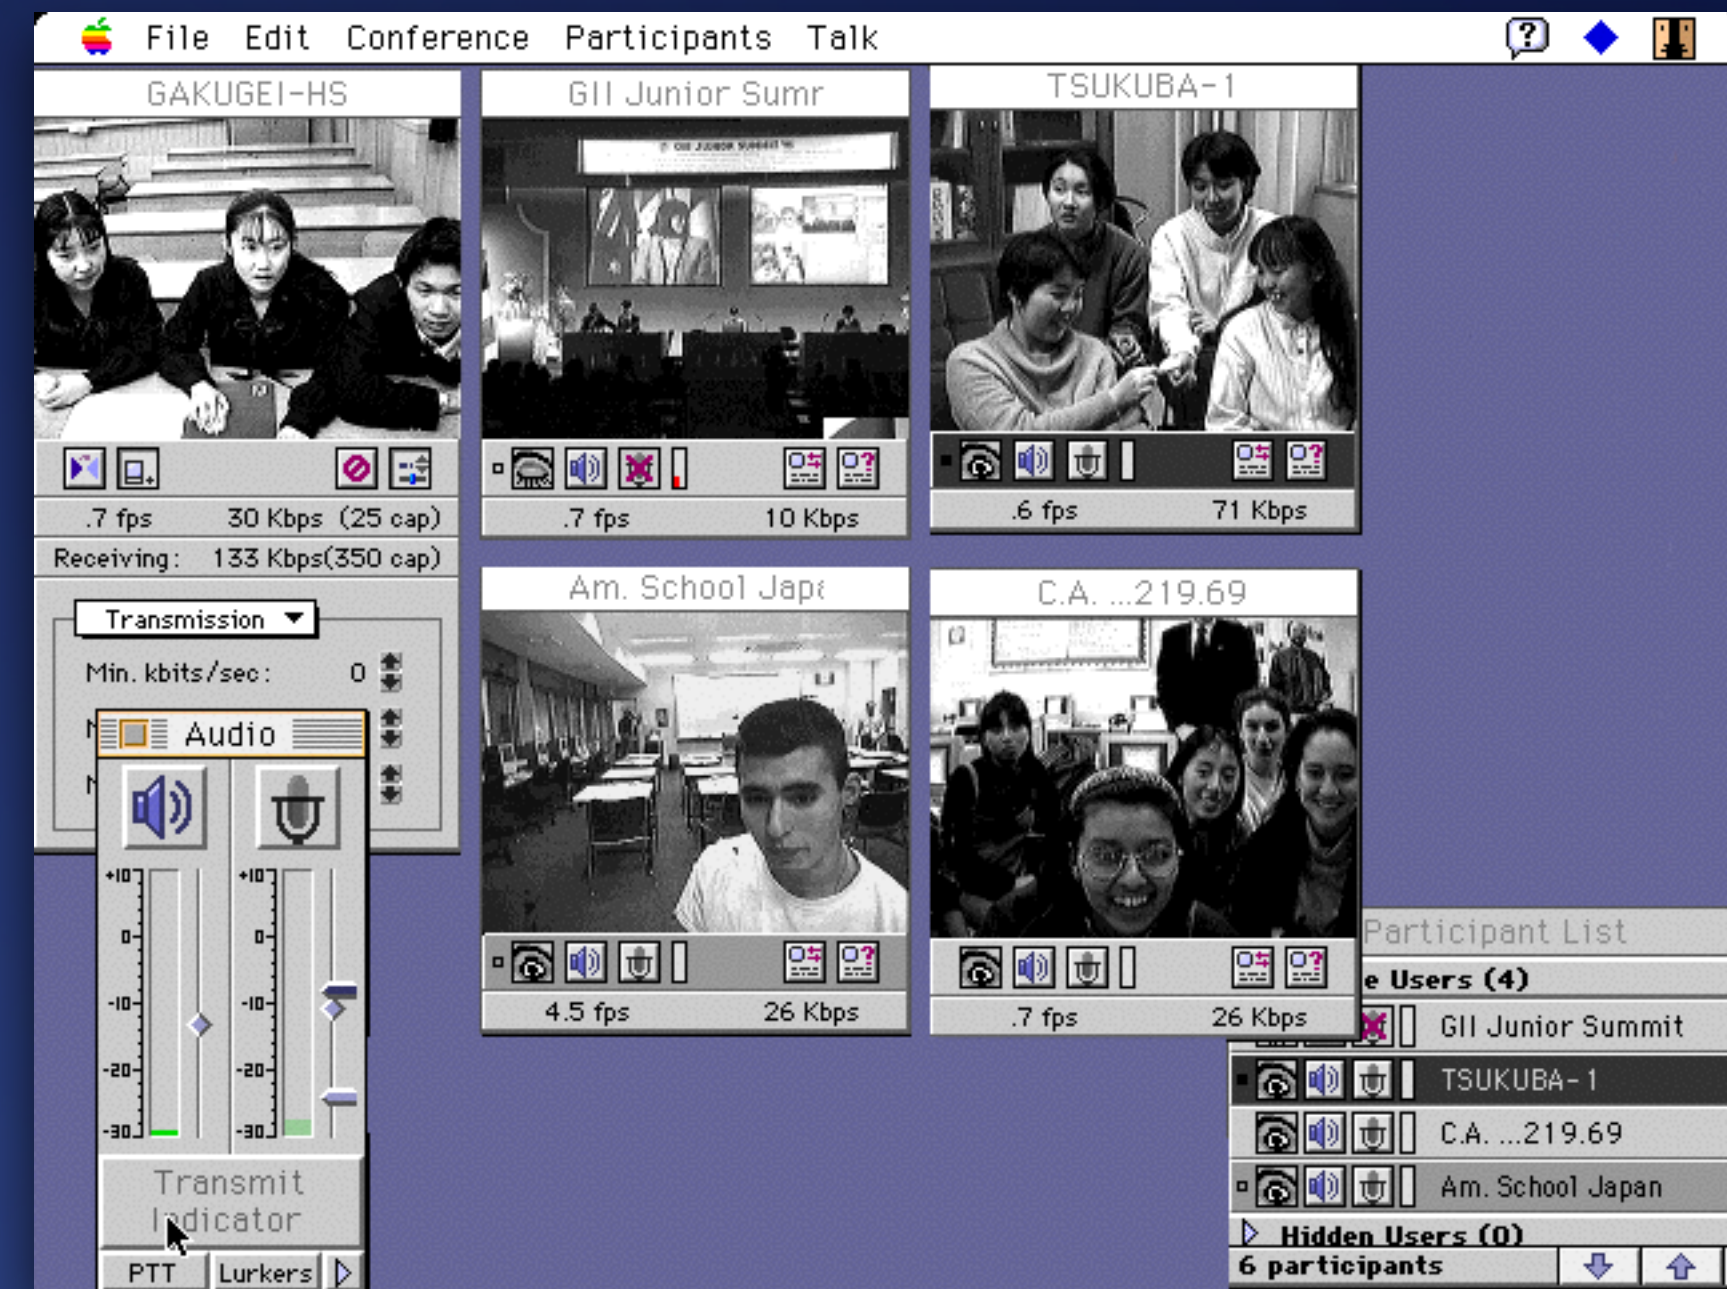 File Edit Conference Participants Talk
GAKUGEI-HS
.7 fps 30 Kbps (25 cap)
Receiving: 133 Kbps(350 cap)
Transmission
Min. kbits/sec: 0
GII Junior Sumr
GII JUNIOR SUMMIT
.7 fps 10 Kbps
TSUKUBA-1
.6 fps 71 Kbps
Am. School Japa
4.5 fps 26 Kbps
C.A. ...219.69
.7 fps 26 Kbps
Audio
+10 +10
0 0
-10 -10
-20 -20
-30 -30
Transmit
Indicator
PTT Lurkers
Participant List
e Users (4)
GII Junior Summit
TSUKUBA-1
C.A. ...219.69
Am. School Japan
Hidden Users (0)
6 participants